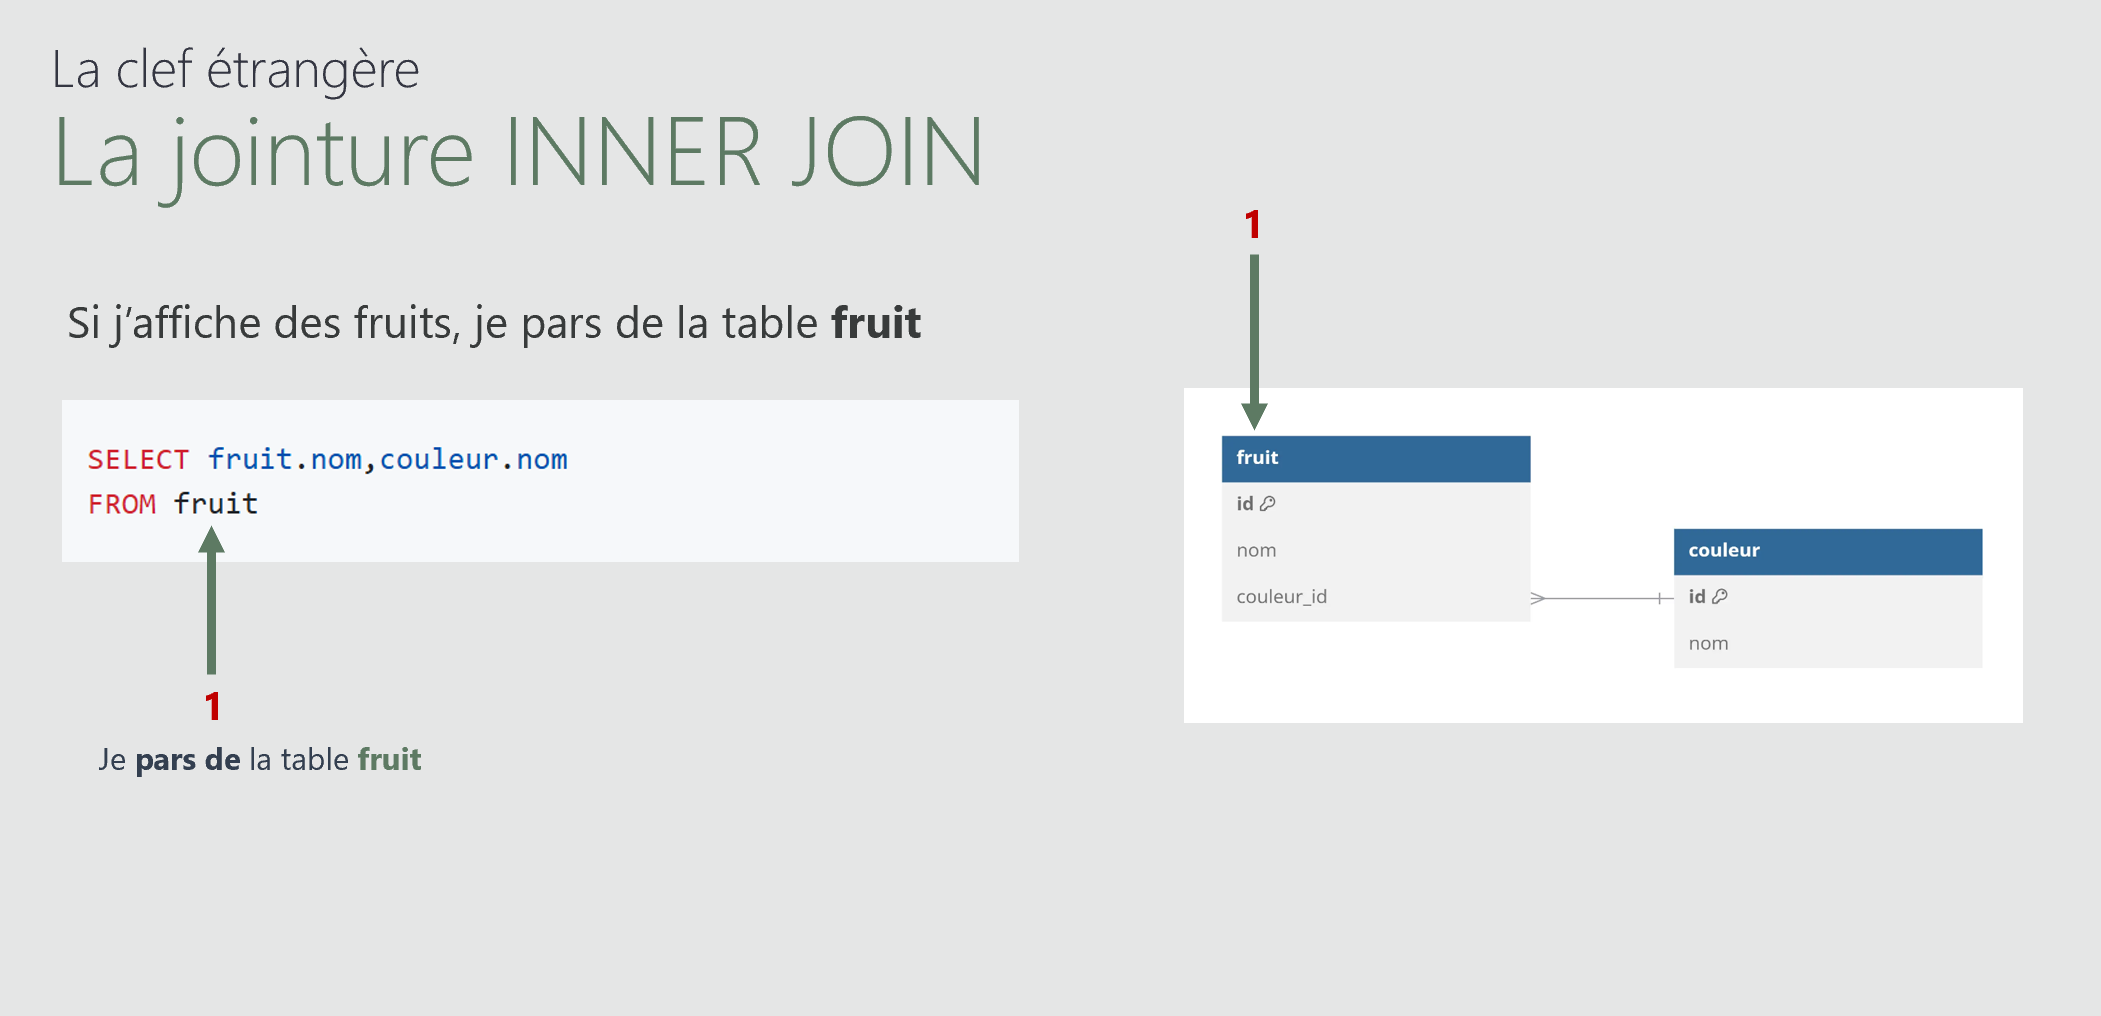 La clef étrangère
La jointure INNER JOIN
1
Si j’affiche des fruits, je pars de la table fruit
SELECT fruit.nom,couleur.nom
FROM fruit
1
Je pars de la table fruit
fruit
id
nom
couleur_id
couleur
id
nom